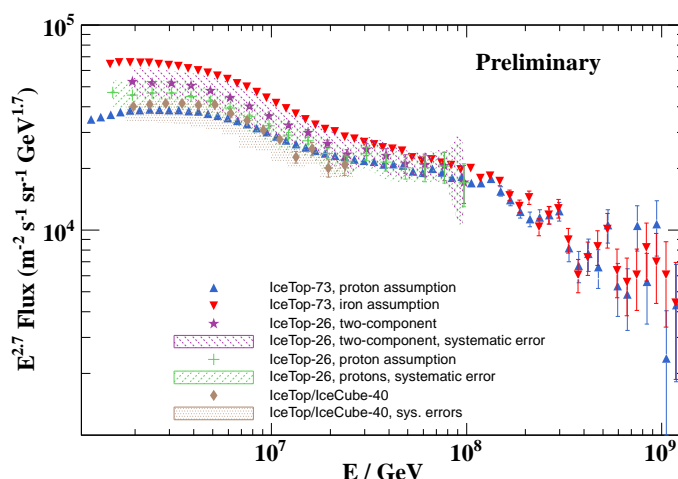 10⁵
Preliminary
E^2.7 Flux (m⁻² s⁻¹ sr⁻¹ GeV^1.7)
10⁴
IceTop-73, proton assumption
IceTop-73, iron assumption
IceTop-26, two-component
IceTop-26, two-component, systematic error
IceTop-26, proton assumption
IceTop-26, protons, systematic error
IceTop/IceCube-40
IceTop/IceCube-40, sys. errors
10⁷ 10⁸ 10⁹
E / GeV